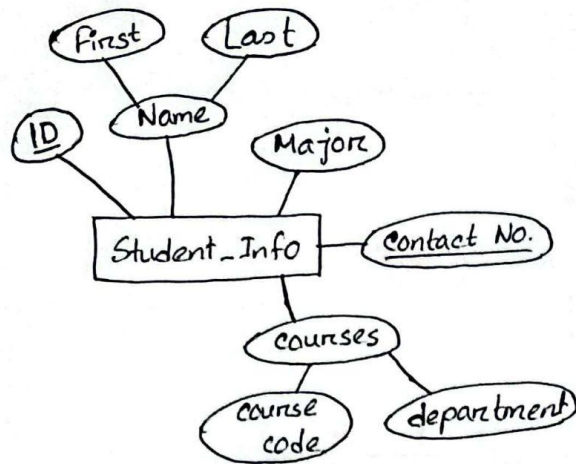 First
Last
Name
ID
Major
Student_Info
Contact No.
courses
course
code
department